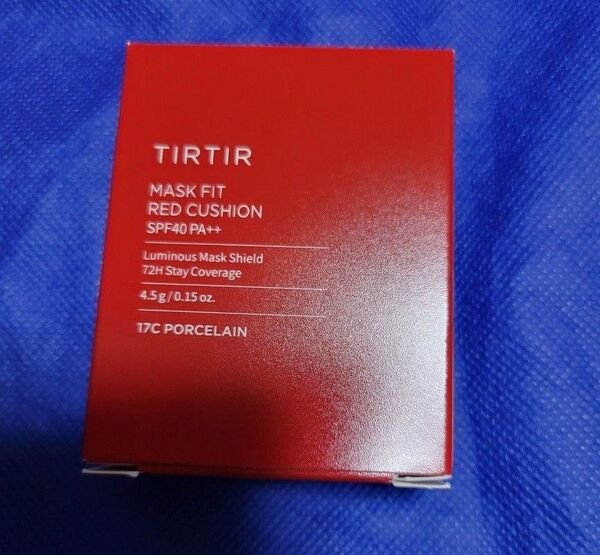 TIRTIR
MASK FIT
RED CUSHION
SPF40 PA++
Luminous Mask Shield
72H Stay Coverage
4.5 g / 0.15 oz.
17C PORCELAIN